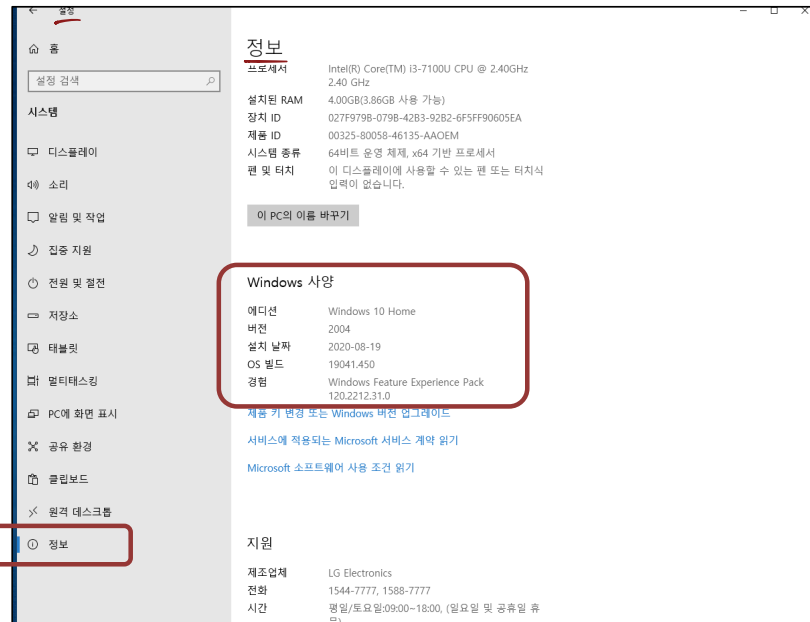 설정
홈
설정 검색
시스템
디스플레이
소리
알림 및 작업
집중 지원
전원 및 절전
저장소
태블릿
멀티태스킹
PC에 화면 표시
공유 환경
클립보드
원격 데스크톱
정보
정보
프로세서 Intel(R) Core(TM) i3-7100U CPU @ 2.40GHz
2.40 GHz
설치된 RAM 4.00GB(3.86GB 사용 가능)
장치 ID 027F979B-079B-42B3-92B2-6F5FF90605EA
제품 ID 00325-80058-46135-AAOEM
시스템 종류 64비트 운영 체제, x64 기반 프로세서
펜 및 터치 이 디스플레이에 사용할 수 있는 펜 또는 터치식
입력이 없습니다.
이 PC의 이름 바꾸기
Windows 사양
에디션 Windows 10 Home
버전 2004
설치 날짜 2020-08-19
OS 빌드 19041.450
경험 Windows Feature Experience Pack
120.2212.31.0
제품 키 변경 또는 Windows 버전 업그레이드
서비스에 적용되는 Microsoft 서비스 계약 읽기
Microsoft 소프트웨어 사용 조건 읽기
지원
제조업체 LG Electronics
전화 1544-7777, 1588-7777
시간 평일/토요일:09:00~18:00, (일요일 및 공휴일 휴